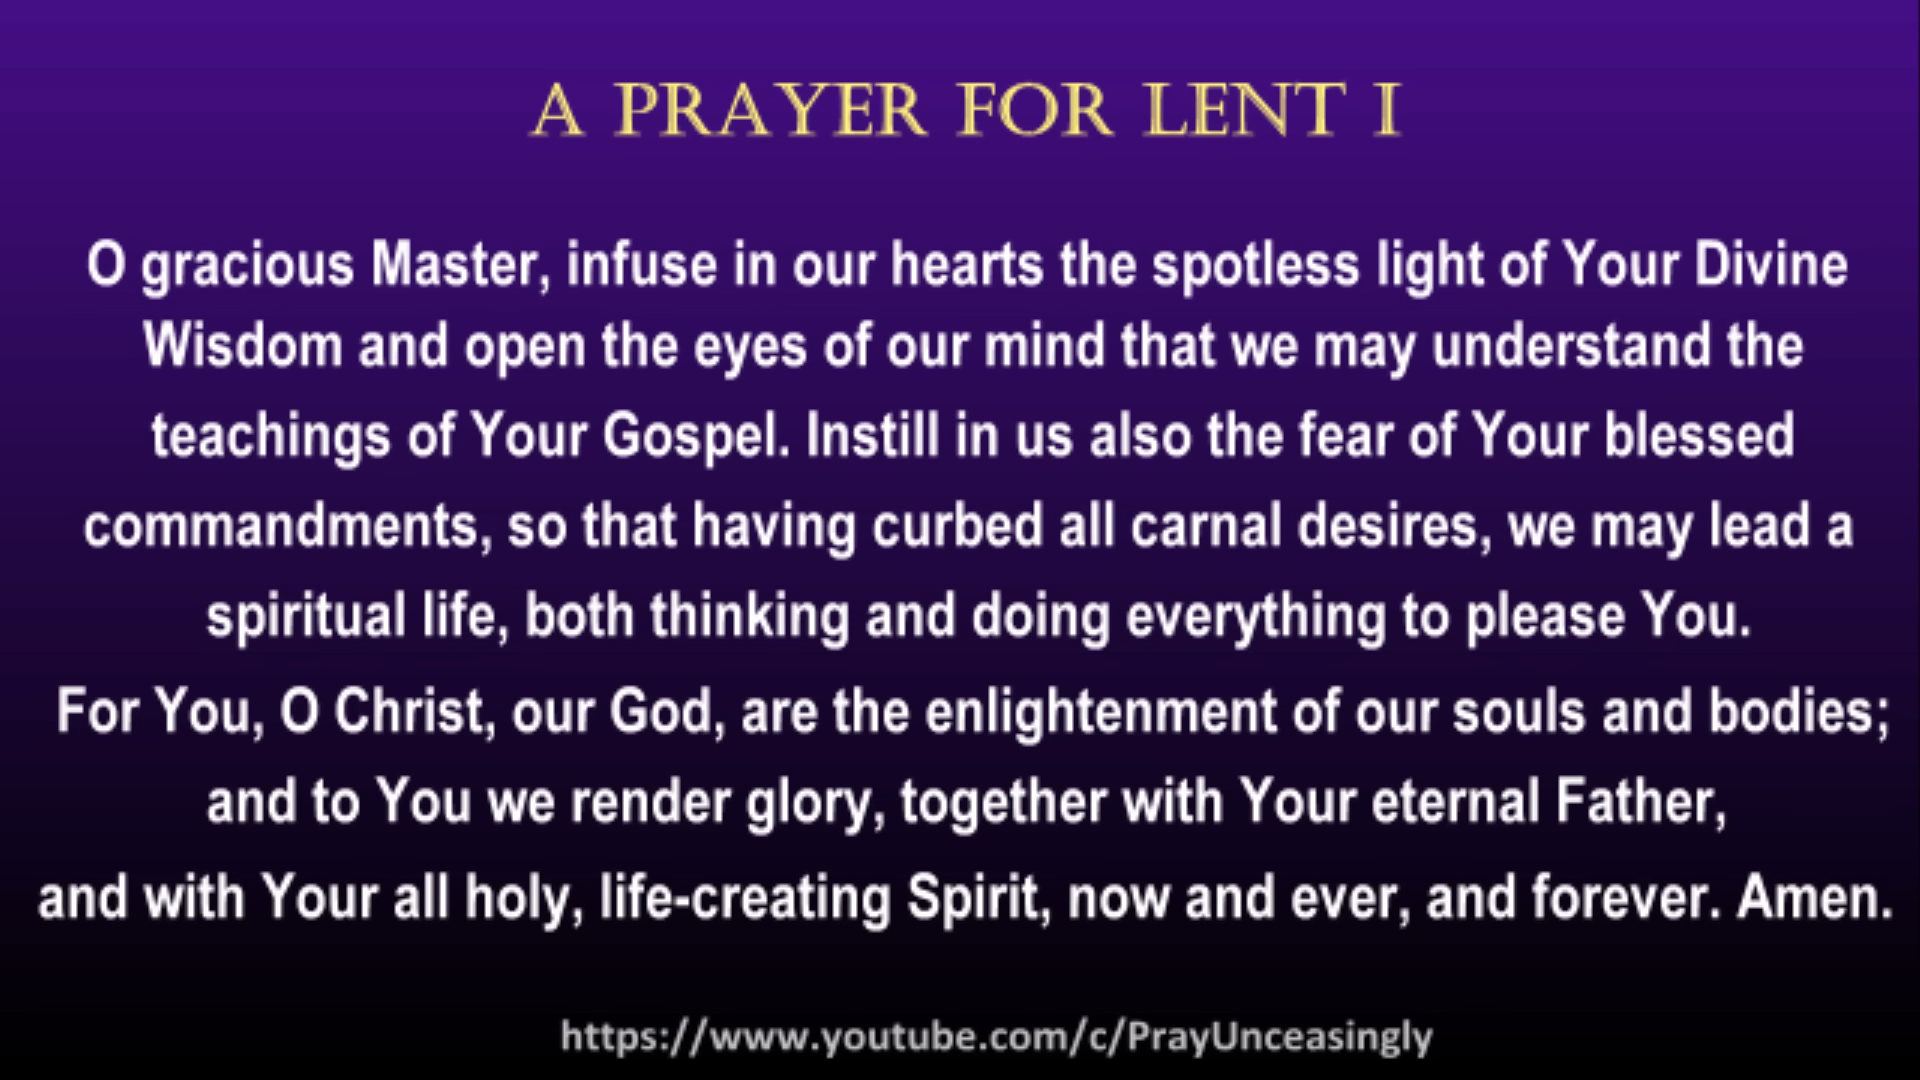 A PRAYER FOR LENT I
O gracious Master, infuse in our hearts the spotless light of Your Divine
Wisdom and open the eyes of our mind that we may understand the
teachings of Your Gospel. Instill in us also the fear of Your blessed
commandments, so that having curbed all carnal desires, we may lead a
spiritual life, both thinking and doing everything to please You.
For You, O Christ, our God, are the enlightenment of our souls and bodies;
and to You we render glory, together with Your eternal Father,
and with Your all holy, life-creating Spirit, now and ever, and forever. Amen.
https://www.youtube.com/c/PrayUnceasingly